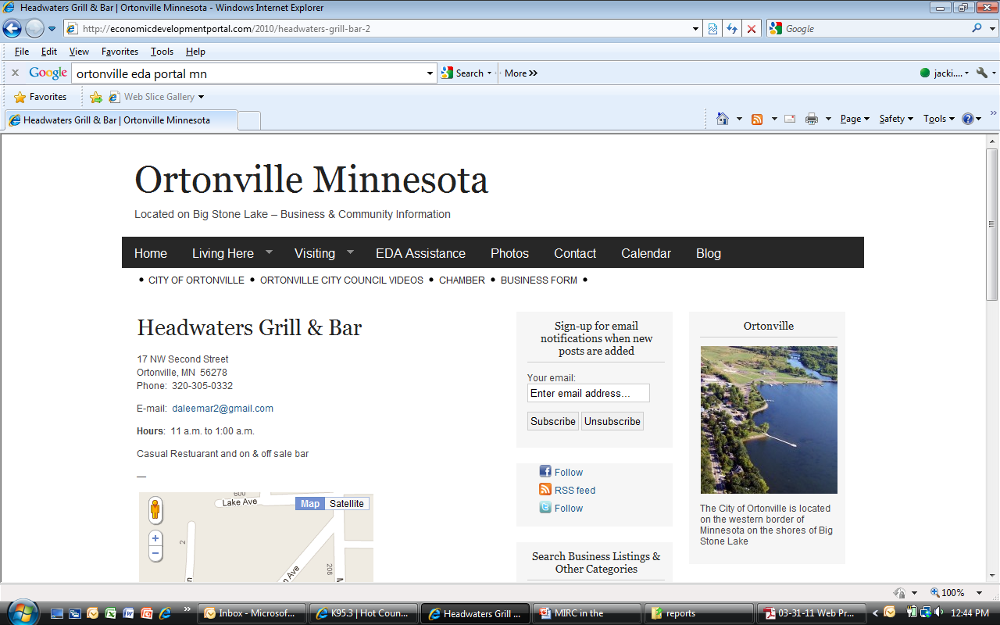 Headwaters Grill & Bar | Ortonville Minnesota - Windows Internet Explorer
http://economicdevelopmentportal.com/2010/headwaters-grill-bar-2
Google
File Edit View Favorites Tools Help
x Google ortonville eda portal mn Search More » jacki....
Favorites Web Slice Gallery
Headwaters Grill & Bar | Ortonville Minnesota
Page Safety Tools »
Ortonville Minnesota
Located on Big Stone Lake – Business & Community Information
Home Living Here Visiting EDA Assistance Photos Contact Calendar Blog
• CITY OF ORTONVILLE • ORTONVILLE CITY COUNCIL VIDEOS • CHAMBER • BUSINESS FORM •
Headwaters Grill & Bar
17 NW Second Street
Ortonville, MN 56278
Phone: 320-305-0332
E-mail: daleemar2@gmail.com
Hours: 11 a.m. to 1:00 a.m.
Casual Restuarant and on & off sale bar
—
600
Lake Ave
Map Satellite
2
208
n Ave
n
N
Sign-up for email
notifications when new
posts are added
Your email:
Enter email address...
Subscribe Unsubscribe
Follow
RSS feed
Follow
Search Business Listings &
Other Categories
Ortonville
The City of Ortonville is located
on the western border of
Minnesota on the shores of Big
Stone Lake
100%
» Inbox - Microsof... K95.3 | Hot Coun... Headwaters Grill ... MIRC in the reports 03-31-11 Web Pr... 12:44 PM